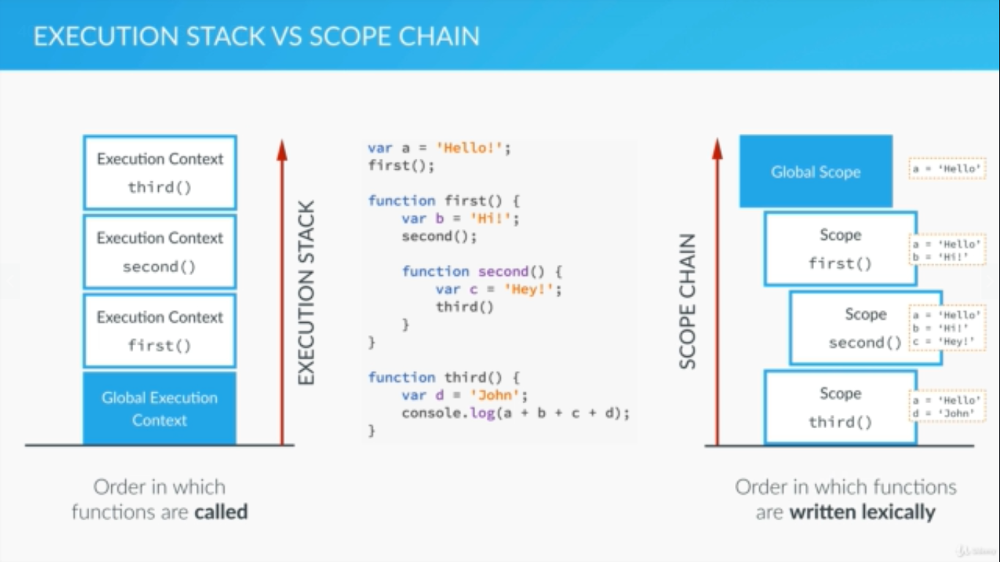 EXECUTION STACK VS SCOPE CHAIN
Execution Context
third()
Execution Context
second()
Execution Context
first()
Global Execution
Context
EXECUTION STACK
Order in which
functions are called
var a = 'Hello!';
first();
function first() {
var b = 'Hi!';
second();
function second() {
var c = 'Hey!';
third()
}
}
function third() {
var d = 'John';
console.log(a + b + c + d);
}
SCOPE CHAIN
Global Scope
a = ‘Hello’
Scope
first()
a = ‘Hello’
b = ‘Hi!’
Scope
second()
a = ‘Hello’
b = ‘Hi!’
c = ‘Hey!’
Scope
third()
a = ‘Hello’
d = ‘John’
Order in which functions
are written lexically
Udemy